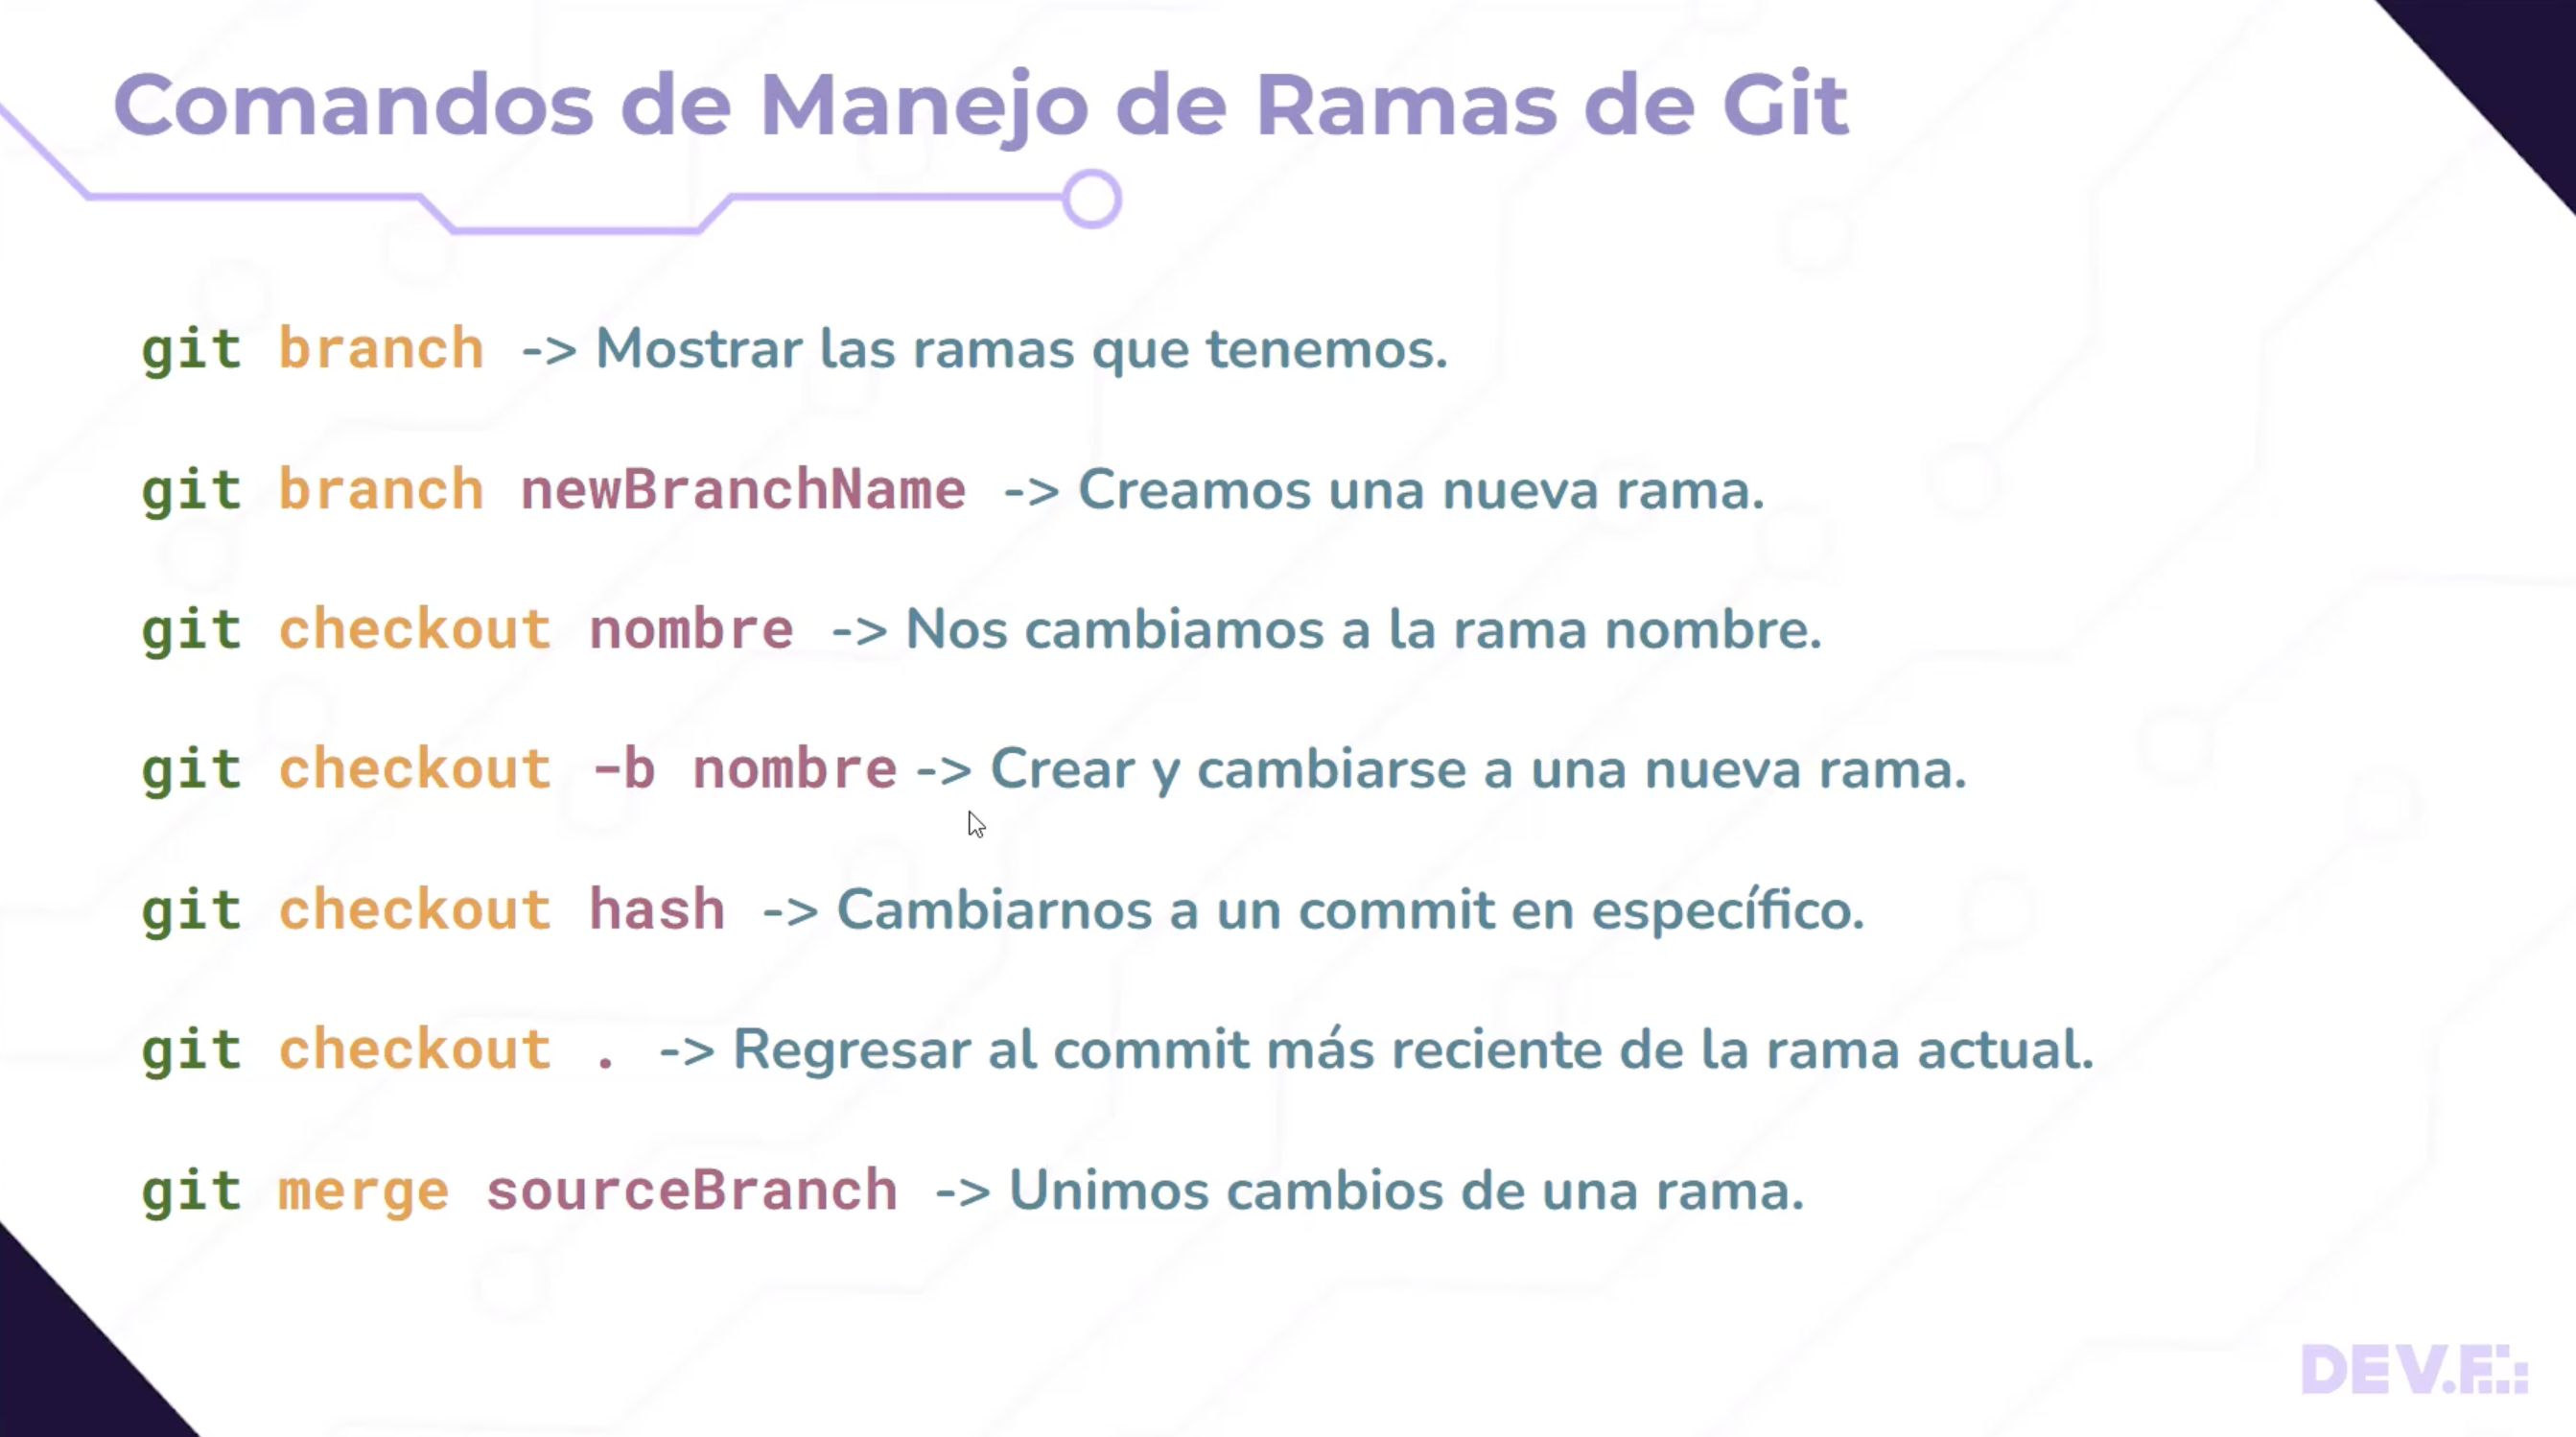 Comandos de Manejo de Ramas de Git
git branch -> Mostrar las ramas que tenemos.
git branch newBranchName -> Creamos una nueva rama.
git checkout nombre -> Nos cambiamos a la rama nombre.
git checkout -b nombre -> Crear y cambiarse a una nueva rama.
git checkout hash -> Cambiarnos a un commit en específico.
git checkout . -> Regresar al commit más reciente de la rama actual.
git merge sourceBranch -> Unimos cambios de una rama.
DEV.F.: